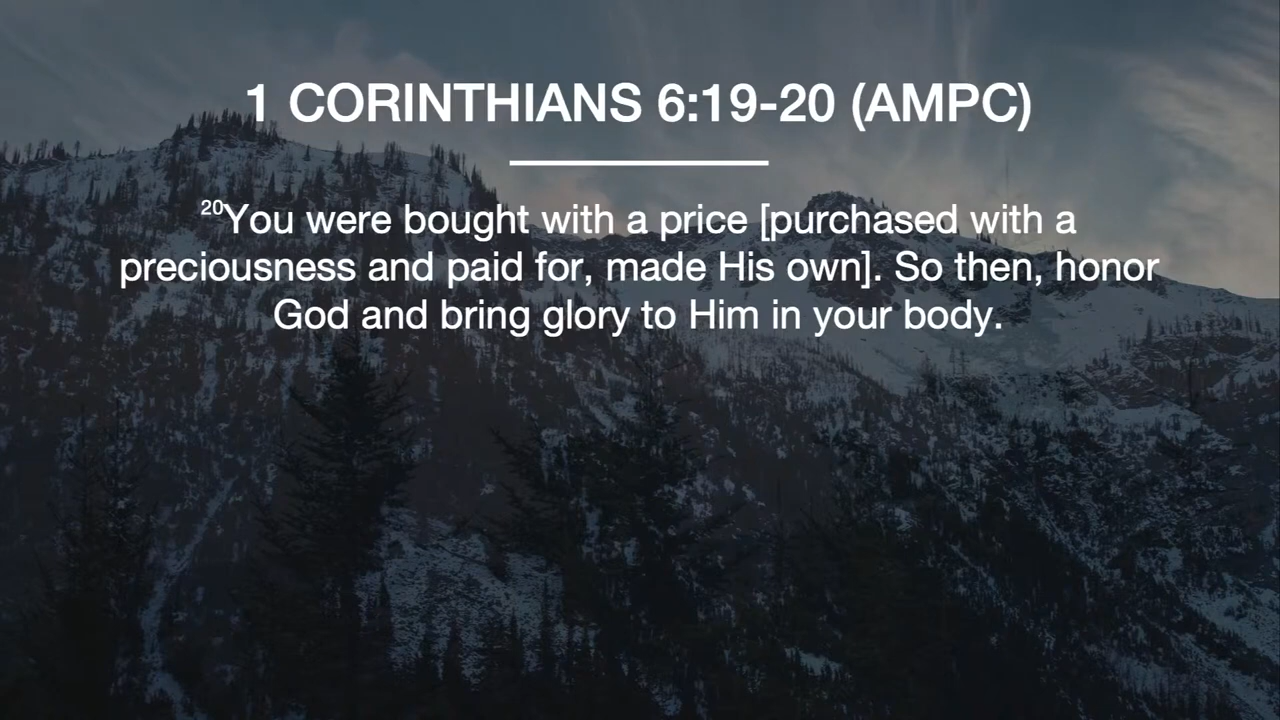 1 CORINTHIANS 6:19-20 (AMPC)
20You were bought with a price [purchased with a
preciousness and paid for, made His own]. So then, honor
God and bring glory to Him in your body.